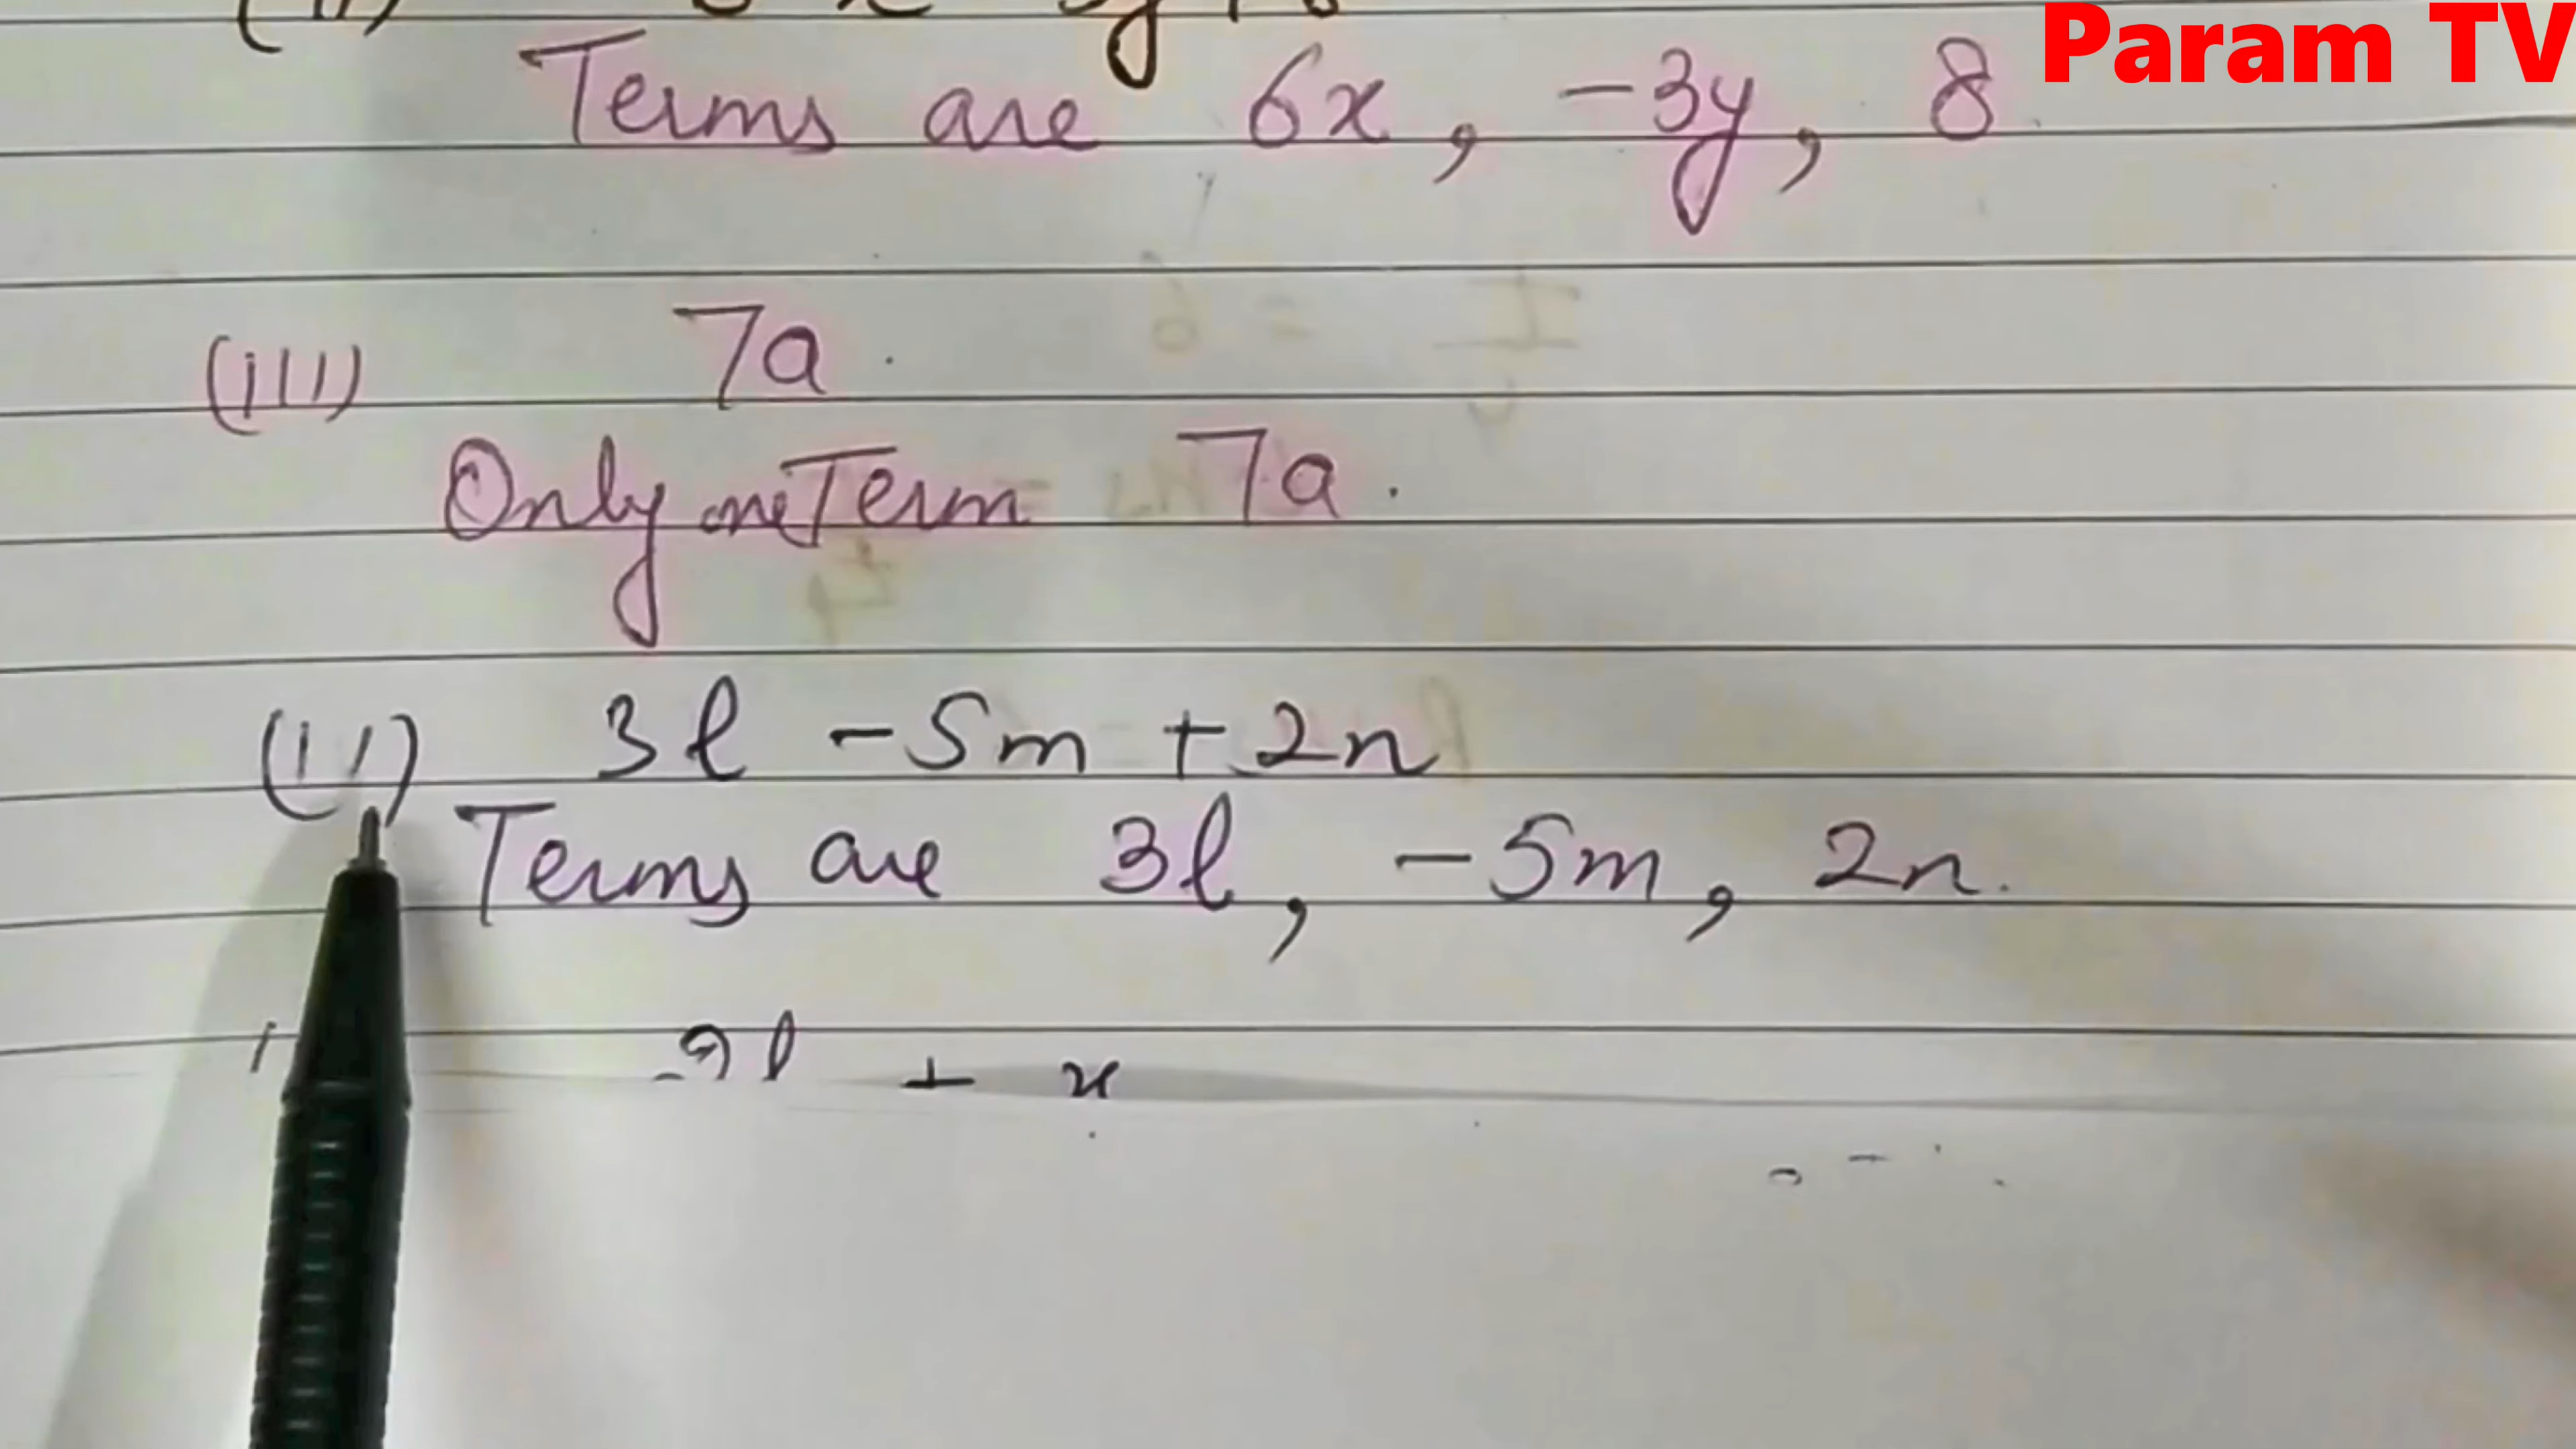 Param TV
Terms are 6x, -3y, 8.
(iii) 7a.
Only one Term 7a.
3l - 5m + 2n
Terms are 3l, -5m, 2n.